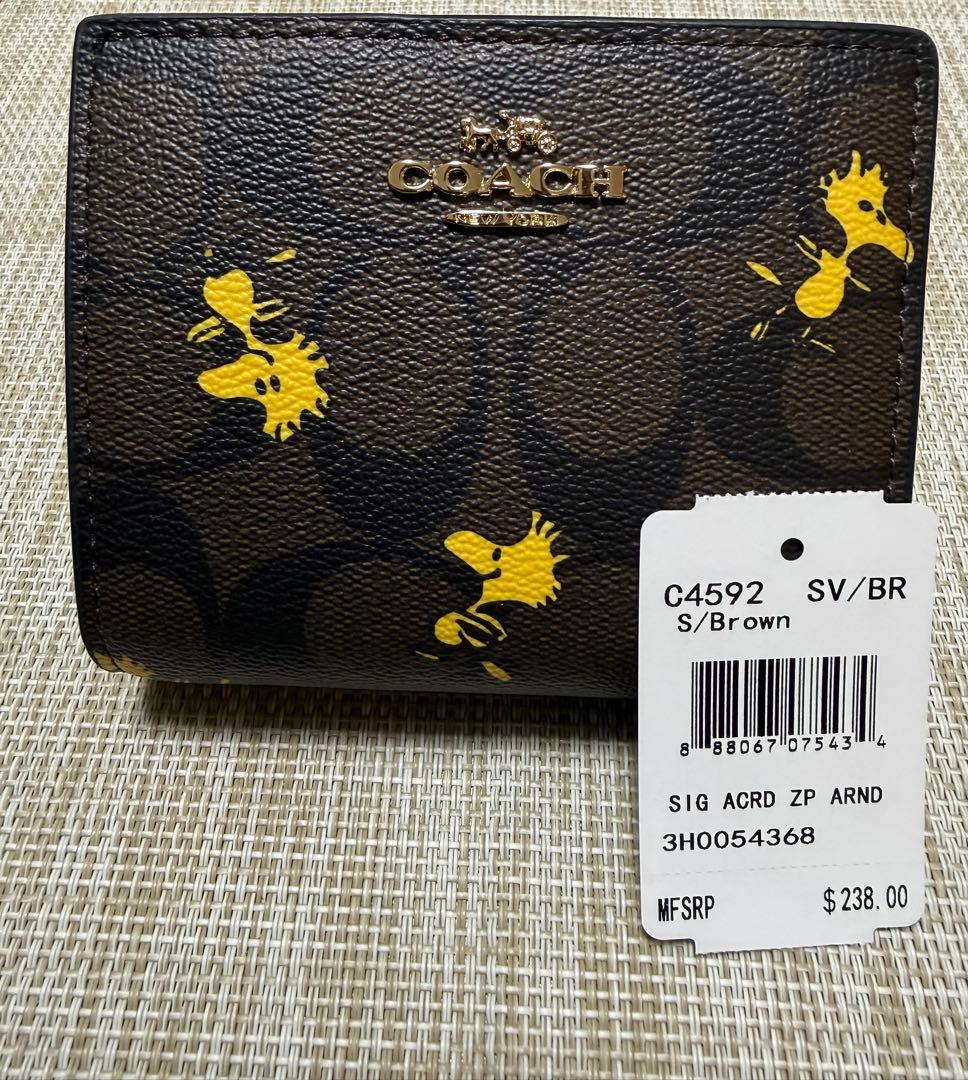 COACH
NEW YORK
C4592 SV/BR
S/Brown
8 88067 07543 4
SIG ACRD ZP ARND
3H0054368
MFSRP $238.00